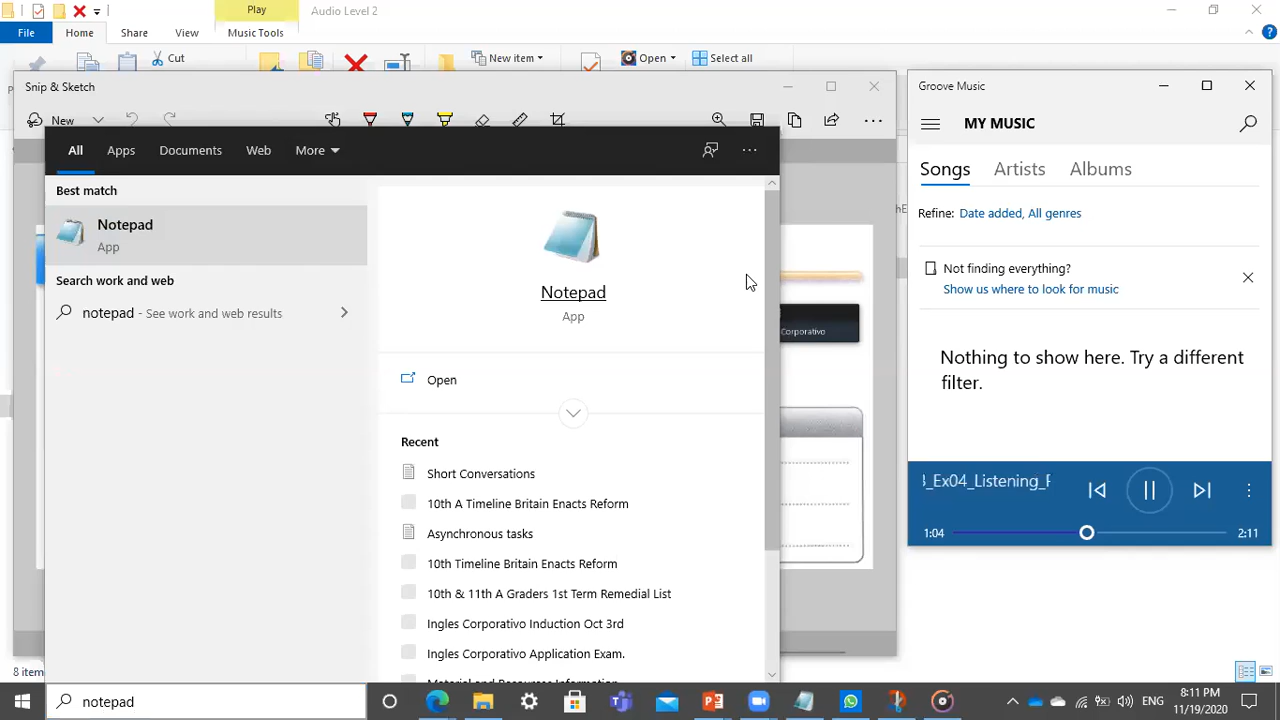 Play
Audio Level 2
File
Home
Share
View
Music Tools
Cut
New item
Open
Select all
Snip & Sketch
New
All
Apps
Documents
Web
More
Best match
Notepad
App
Search work and web
notepad - See work and web results
Notepad
App
Open
Recent
Short Conversations
10th A Timeline Britain Enacts Reform
Asynchronous tasks
10th Timeline Britain Enacts Reform
10th & 11th A Graders 1st Term Remedial List
Ingles Corporativo Induction Oct 3rd
Ingles Corporativo Application Exam.
Material and Resources Information
Corporativo
Groove Music
MY MUSIC
Songs
Artists
Albums
Refine: Date added, All genres
Not finding everything?
Show us where to look for music
Nothing to show here. Try a different
filter.
_Ex04_Listening_
1:04
2:11
8 item
notepad
ENG
8:11 PM
11/19/2020